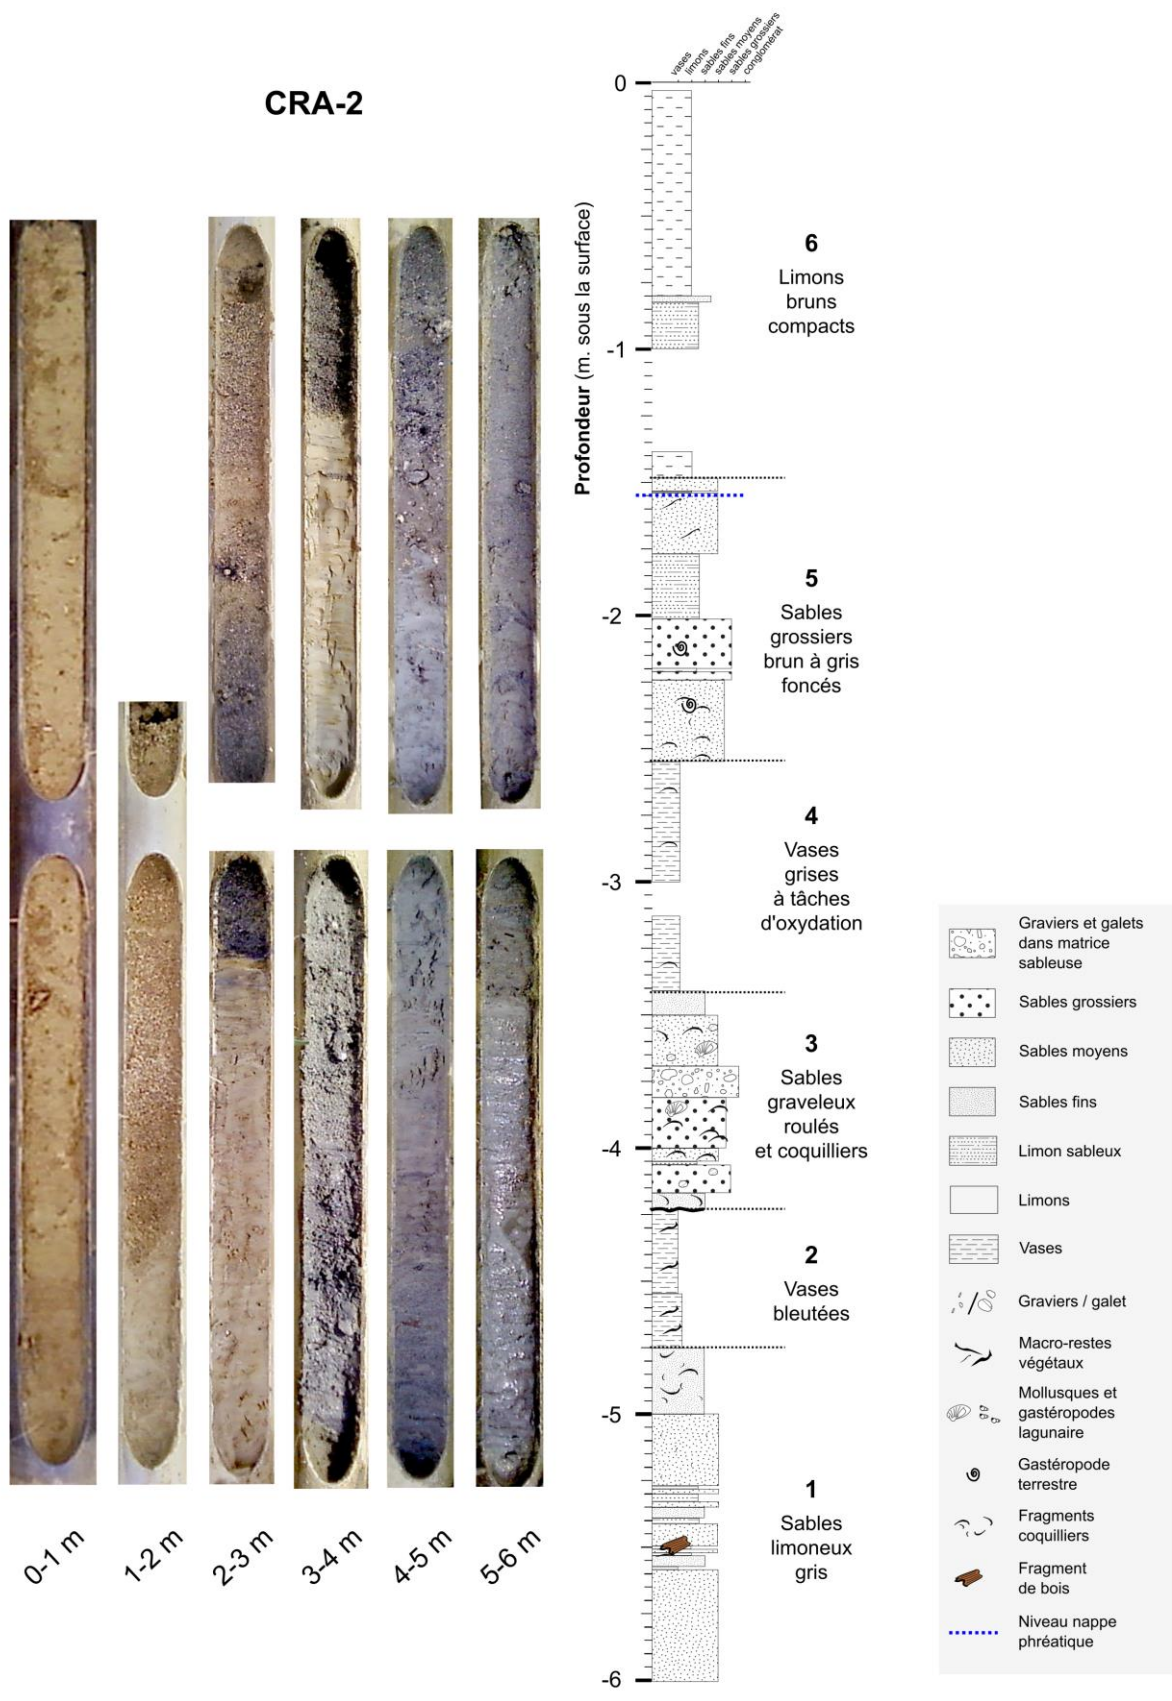 CRA-2
vases
limons
sables fins
sables moyens
sables grossiers
conglomérat
Profondeur (m. sous la surface)
0
-1
-2
-3
-4
-5
-6
6
Limons
bruns
compacts
5
Sables
grossiers
brun à gris
foncés
4
Vases
grises
à tâches
d'oxydation
3
Sables
graveleux
roulés
et coquilliers
2
Vases
bleutées
1
Sables
limoneux
gris
0-1 m
1-2 m
2-3 m
3-4 m
4-5 m
5-6 m
Graviers et galets
dans matrice
sableuse
Sables grossiers
Sables moyens
Sables fins
Limon sableux
Limons
Vases
Graviers / galet
Macro-restes
végétaux
Mollusques et
gastéropodes
lagunaire
Gastéropode
terrestre
Fragments
coquilliers
Fragment
de bois
Niveau nappe
phréatique